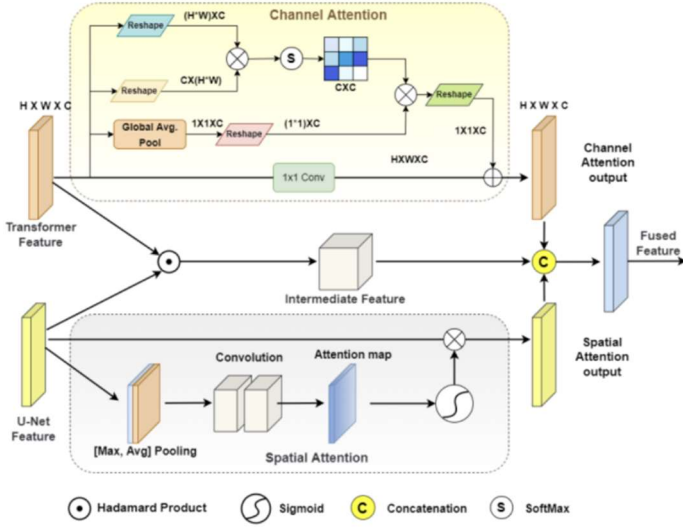 Channel Attention
Reshape
(H*W)XC
Reshape
CX(H*W)
S
CXC
Reshape
H X W X C
Global Avg.
Pool
1X1XC
Reshape
(1*1)XC
1X1XC
H X W X C
1x1 Conv
HXWXC
Channel
Attention
output
Transformer
Feature
Intermediate Feature
C
Fused
Feature
U-Net
Feature
Convolution
Attention map
[Max, Avg] Pooling
Spatial Attention
Spatial
Attention
output
Hadamard Product
Sigmoid
C
Concatenation
S
SoftMax